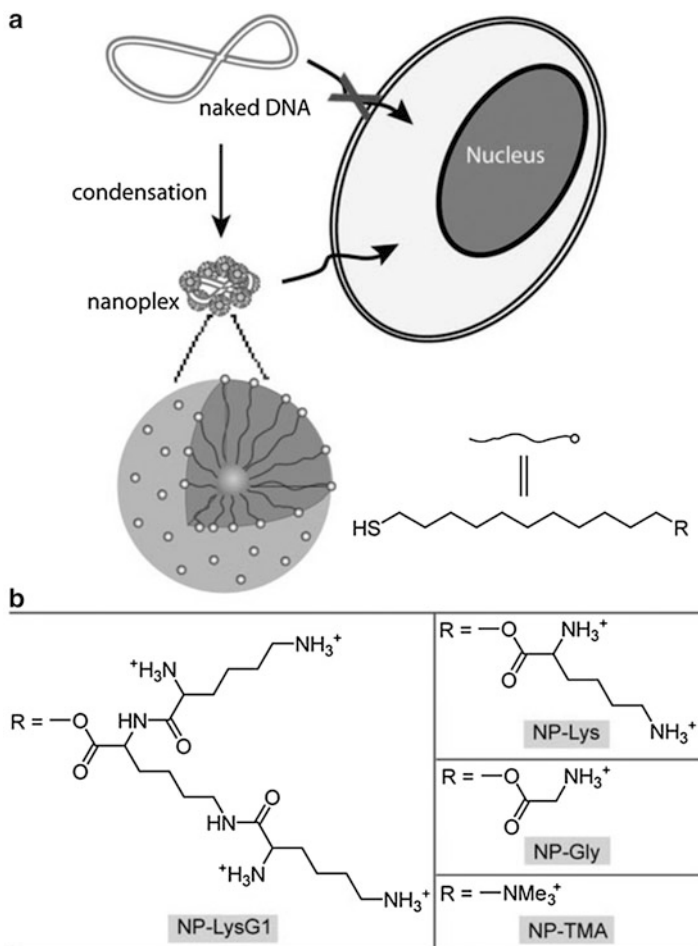 a
naked DNA
Nucleus
condensation
nanoplex
HS
R
b
R = —O
HN
O
O
⁺H₃N
NH₃⁺
HN
O
⁺H₃N
NH₃⁺
NP-LysG1
R = —O
NH₃⁺
O
NH₃⁺
NP-Lys
R = —O
NH₃⁺
O
NP-Gly
R = —NMe₃⁺
NP-TMA